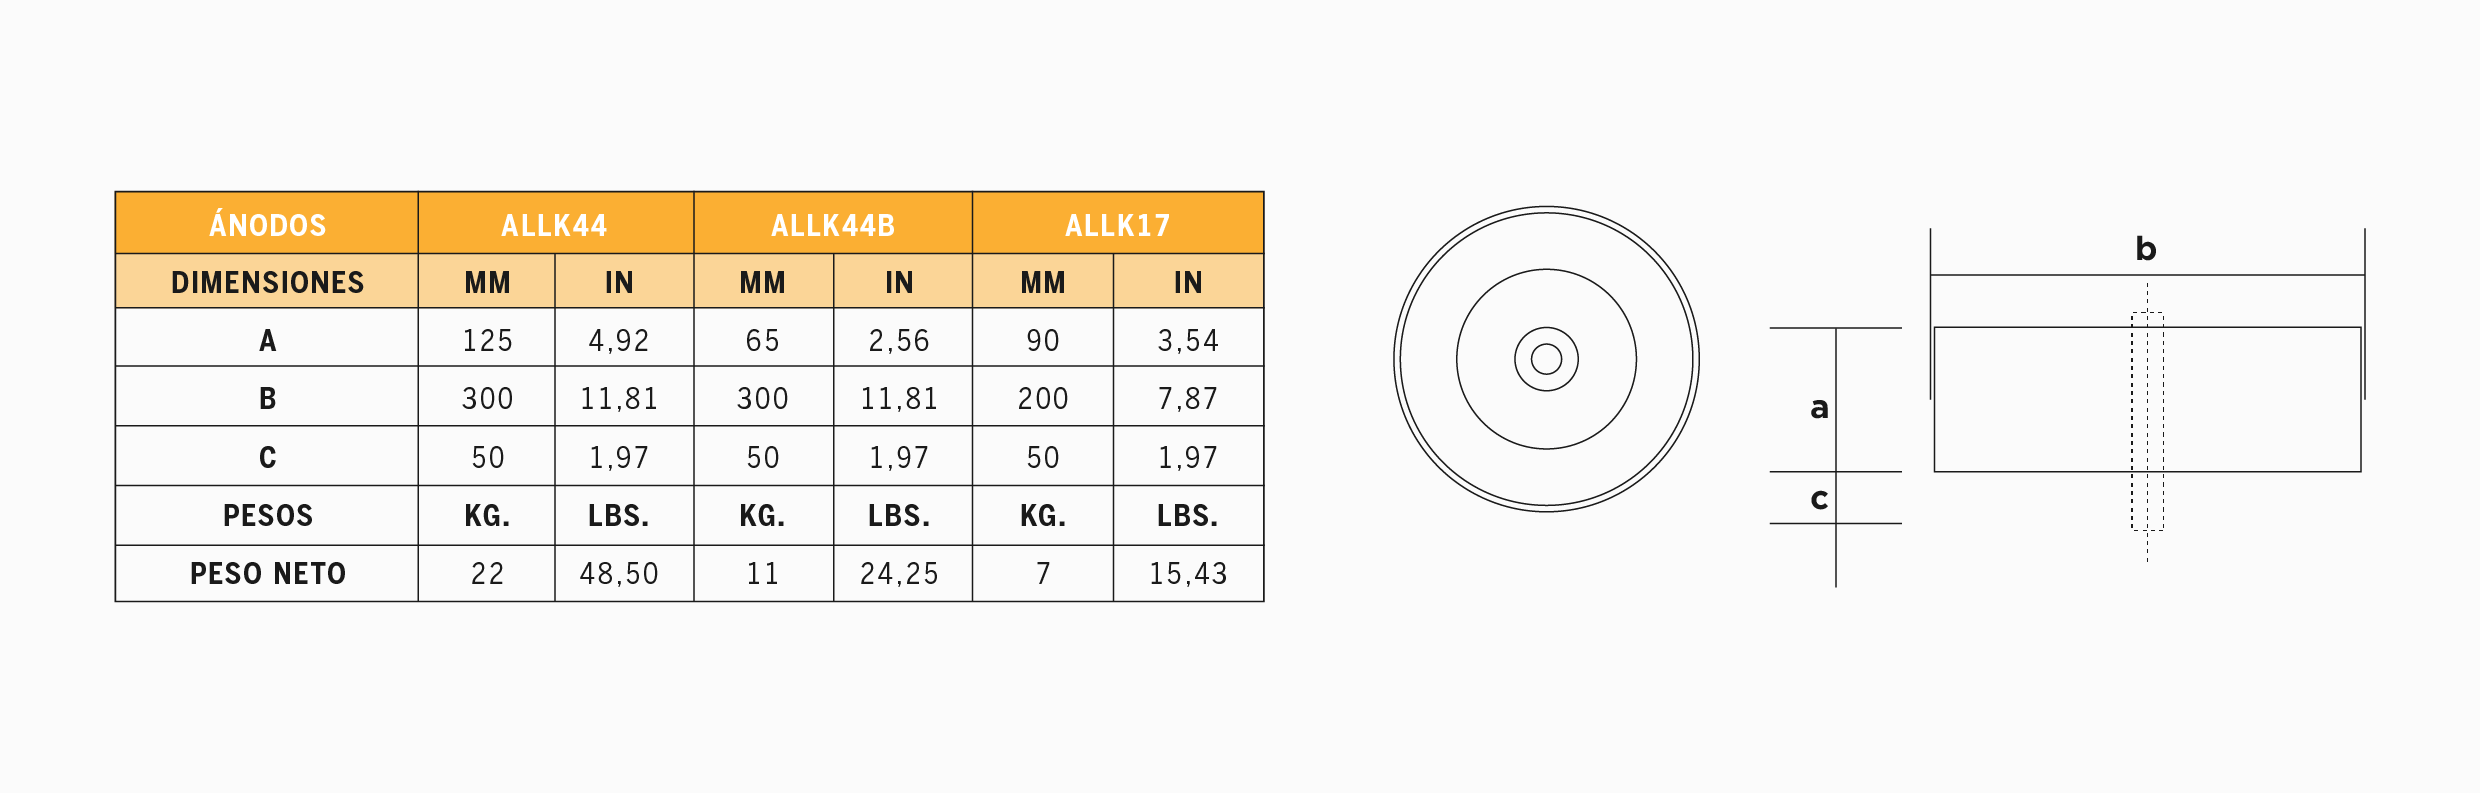 ÁNODOS ALLK44 ALLK44B ALLK17
DIMENSIONES MM IN MM IN MM IN
A 125 4,92 65 2,56 90 3,54
B 300 11,81 300 11,81 200 7,87
C 50 1,97 50 1,97 50 1,97
PESOS KG. LBS. KG. LBS. KG. LBS.
PESO NETO 22 48,50 11 24,25 7 15,43
b
a
c